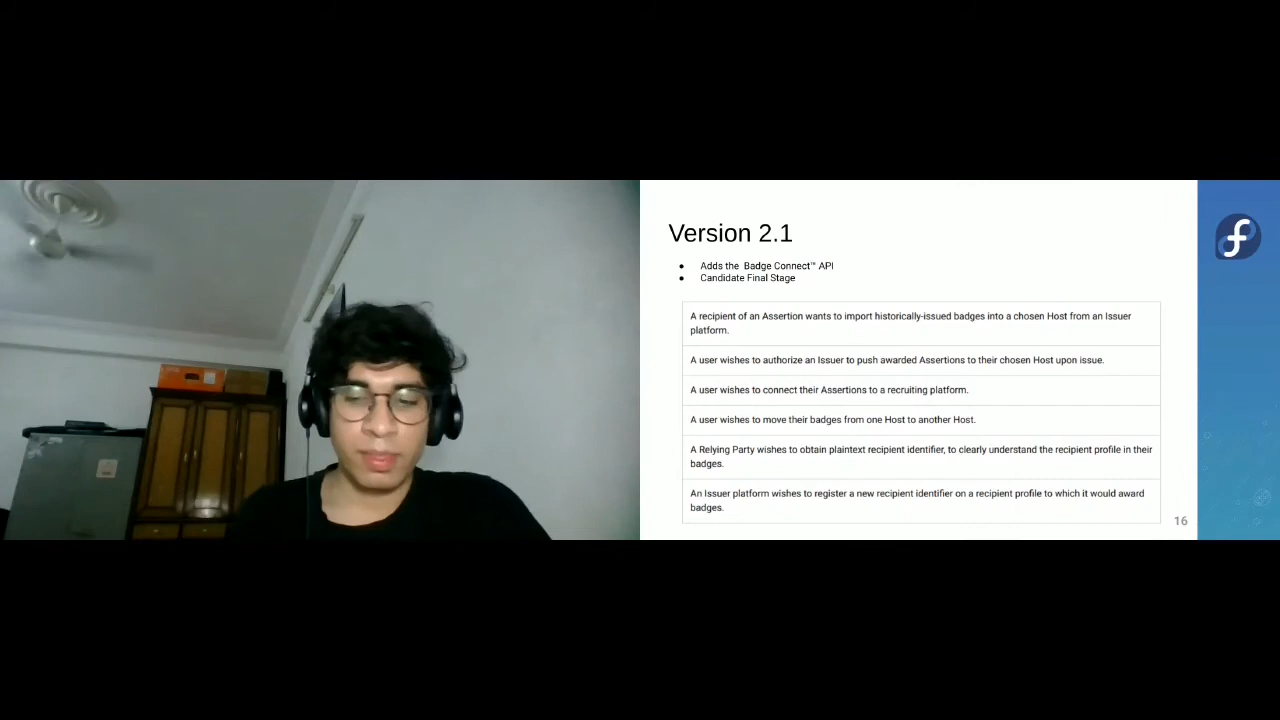 Version 2.1
● Adds the Badge Connect™ API
● Candidate Final Stage
A recipient of an Assertion wants to import historically-issued badges into a chosen Host from an Issuer
platform.
A user wishes to authorize an Issuer to push awarded Assertions to their chosen Host upon issue.
A user wishes to connect their Assertions to a recruiting platform.
A user wishes to move their badges from one Host to another Host.
A Relying Party wishes to obtain plaintext recipient identifier, to clearly understand the recipient profile in their
badges.
An Issuer platform wishes to register a new recipient identifier on a recipient profile to which it would award
badges.
16